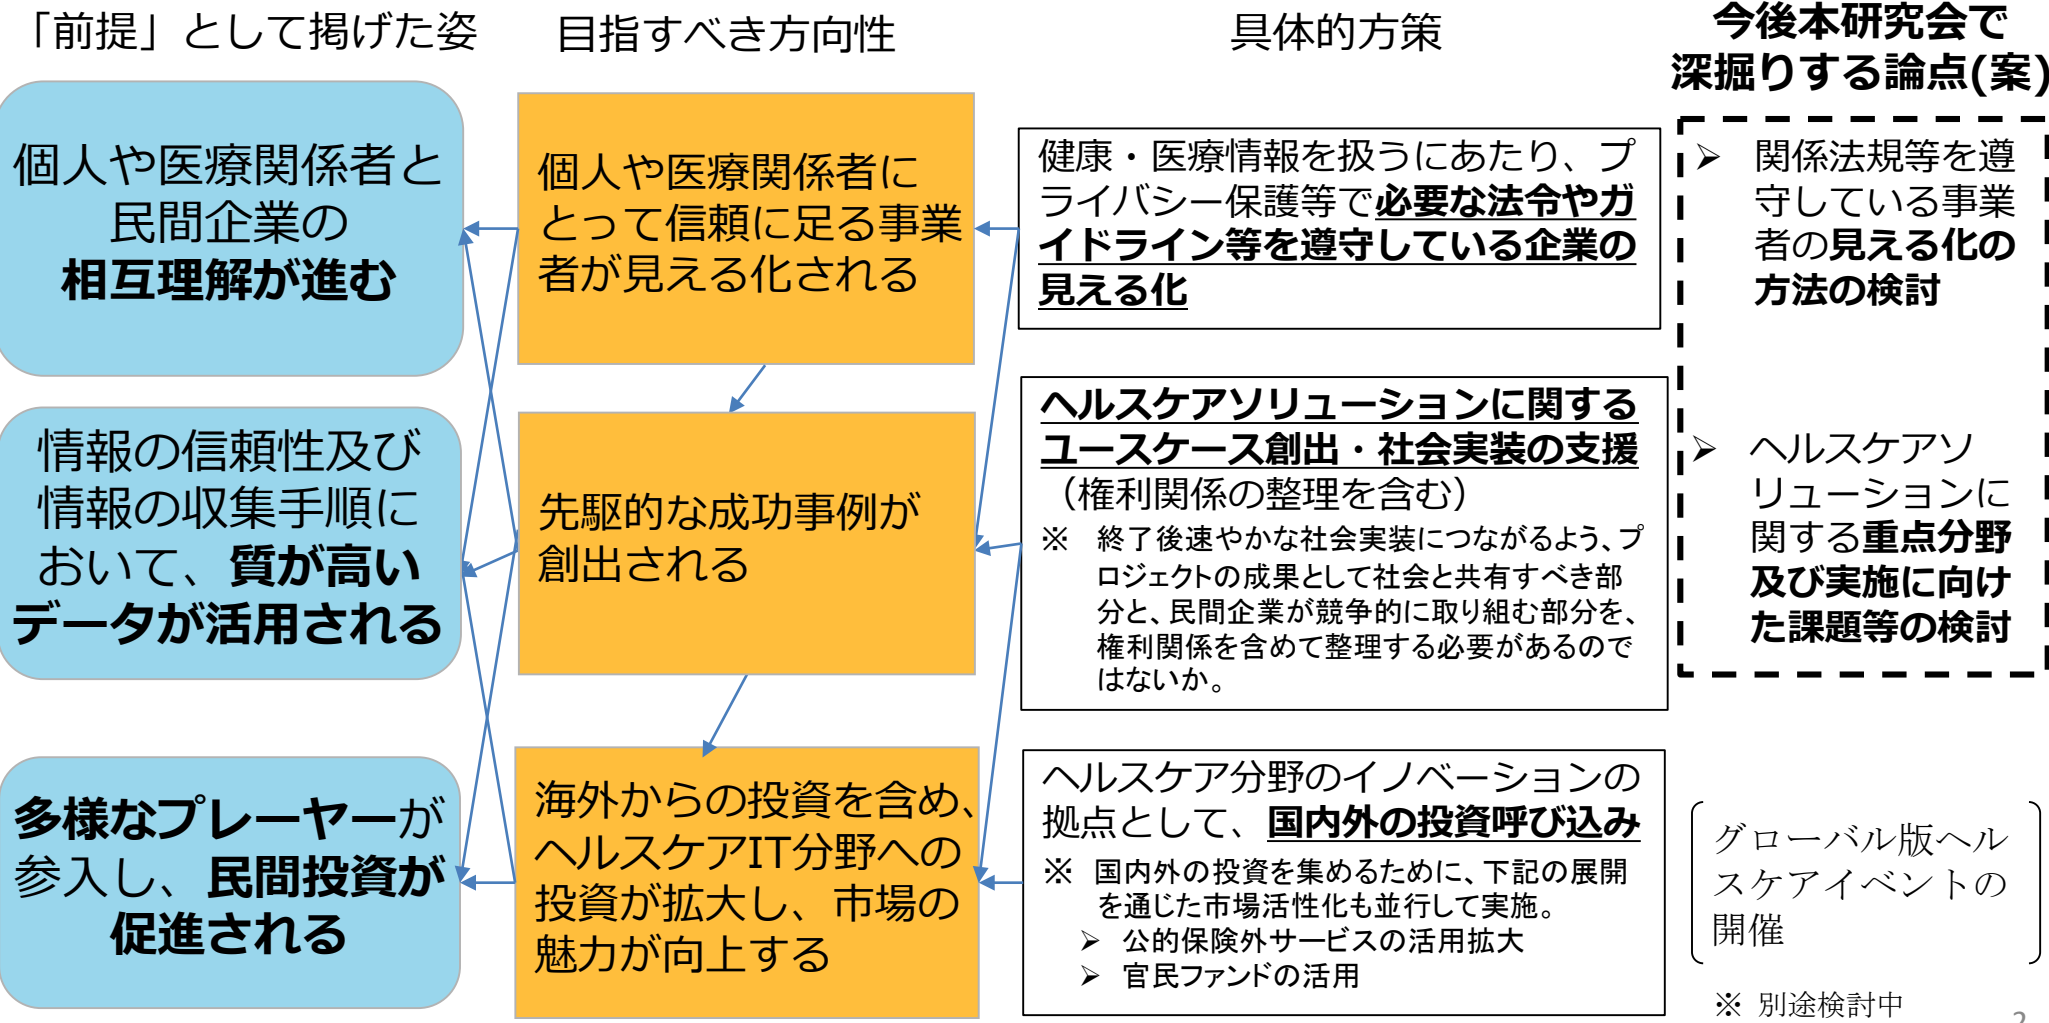 「前提」として掲げた姿
目指すべき方向性
具体的方策
今後本研究会で
深掘りする論点(案)
個人や医療関係者と
民間企業の
相互理解が進む
情報の信頼性及び
情報の収集手順に
おいて、質が高い
データが活用される
多様なプレーヤーが
参入し、民間投資が
促進される
個人や医療関係者に
とって信頼に足る事業
者が見える化される
先駆的な成功事例が
創出される
海外からの投資を含め、
ヘルスケアIT分野への
投資が拡大し、市場の
魅力が向上する
健康・医療情報を扱うにあたり、プ
ライバシー保護等で必要な法令やガ
イドライン等を遵守している企業の
見える化
ヘルスケアソリューションに関する
ユースケース創出・社会実装の支援
（権利関係の整理を含む）
※ 終了後速やかな社会実装につながるよう、プ
ロジェクトの成果として社会と共有すべき部
分と、民間企業が競争的に取り組む部分を、
権利関係を含めて整理する必要があるので
はないか。
ヘルスケア分野のイノベーションの
拠点として、国内外の投資呼び込み
※ 国内外の投資を集めるために、下記の展開
を通じた市場活性化も並行して実施。
➢ 公的保険外サービスの活用拡大
➢ 官民ファンドの活用
➢ 関係法規等を遵
守している事業
者の見える化の
方法の検討
➢ ヘルスケアソ
リューションに
関する重点分野
及び実施に向け
た課題等の検討
グローバル版ヘル
スケアイベントの
開催
※ 別途検討中
2